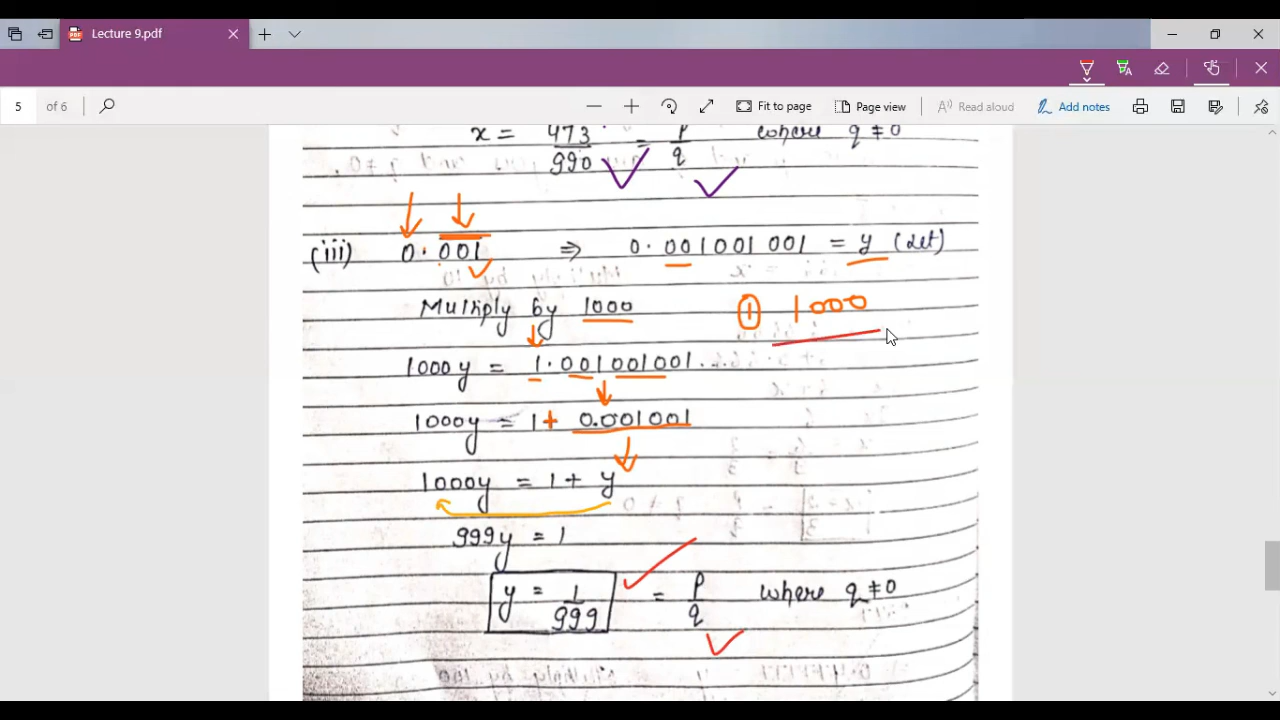 Lecture 9.pdf
5 of 6
Fit to page
Page view
Read aloud
Add notes
x = 473/990 = p/q where q ≠ 0
(iii) 0.001 ⇒ 0.001001001 = y (let)
Multiply by 1000
① 1000
1000y = 1.001001001...
1000y = 1 + 0.001001
1000y = 1 + y
999y = 1
y = 1/999 = p/q where q ≠ 0